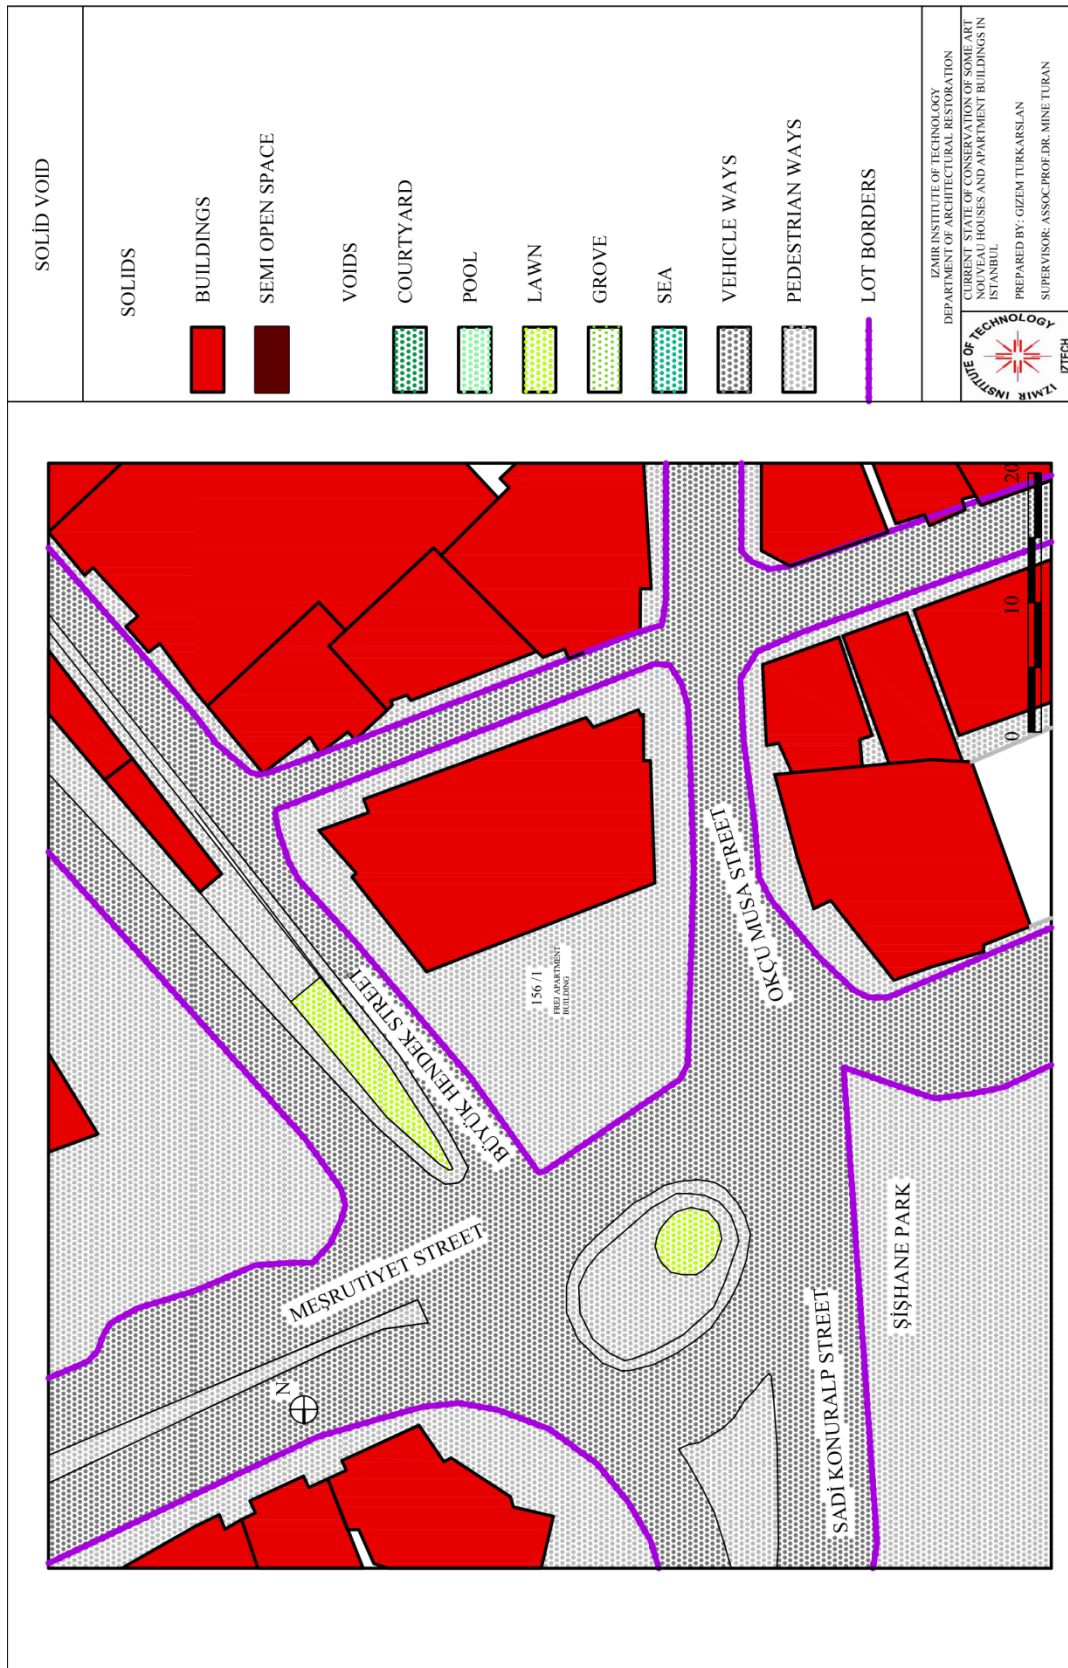 SOLİD VOID
SOLIDS
BUILDINGS
SEMI OPEN SPACE
VOIDS
COURTYARD
POOL
LAWN
GROVE
SEA
VEHICLE WAYS
PEDESTRIAN WAYS
LOT BORDERS
IZMIR INSTITUTE OF TECHNOLOGY
DEPARTMENT OF ARCHITECTURAL RESTORATION
CURRENT STATE OF CONSERVATION OF SOME ART
NOUVEAU HOUSES AND APARTMENT BUILDINGS IN
ISTANBUL
PREPARED BY: GIZEM TURKARSLAN
SUPERVISOR: ASSOC.PROF.DR. MINE TURAN
IZMIR INSTITUTE OF TECHNOLOGY
IZTECH
MEŞRUTİYET STREET
BÜYÜK HENDEK STREET
156 /1
FREJ APARTMENT
BUILDING
OKÇU MUSA STREET
SADİ KONURALP STREET
ŞİŞHANE PARK
N
0 10 20